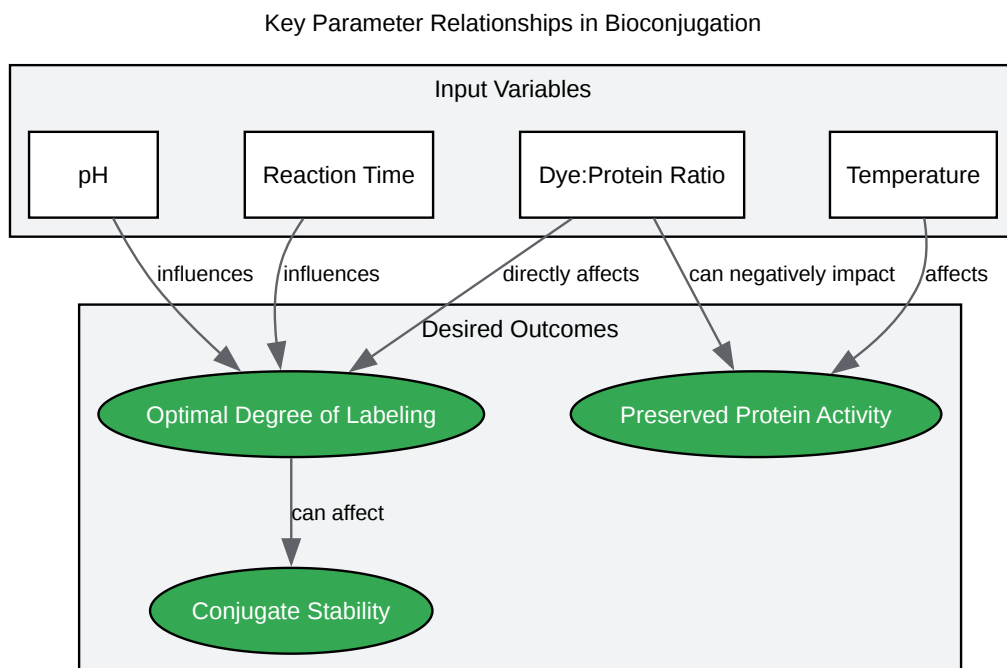 Key Parameter Relationships in Bioconjugation
Input Variables
pH
Reaction Time
Dye:Protein Ratio
Temperature
influences
influences
directly affects
can negatively impact
affects
Desired Outcomes
Optimal Degree of Labeling
Preserved Protein Activity
can affect
Conjugate Stability